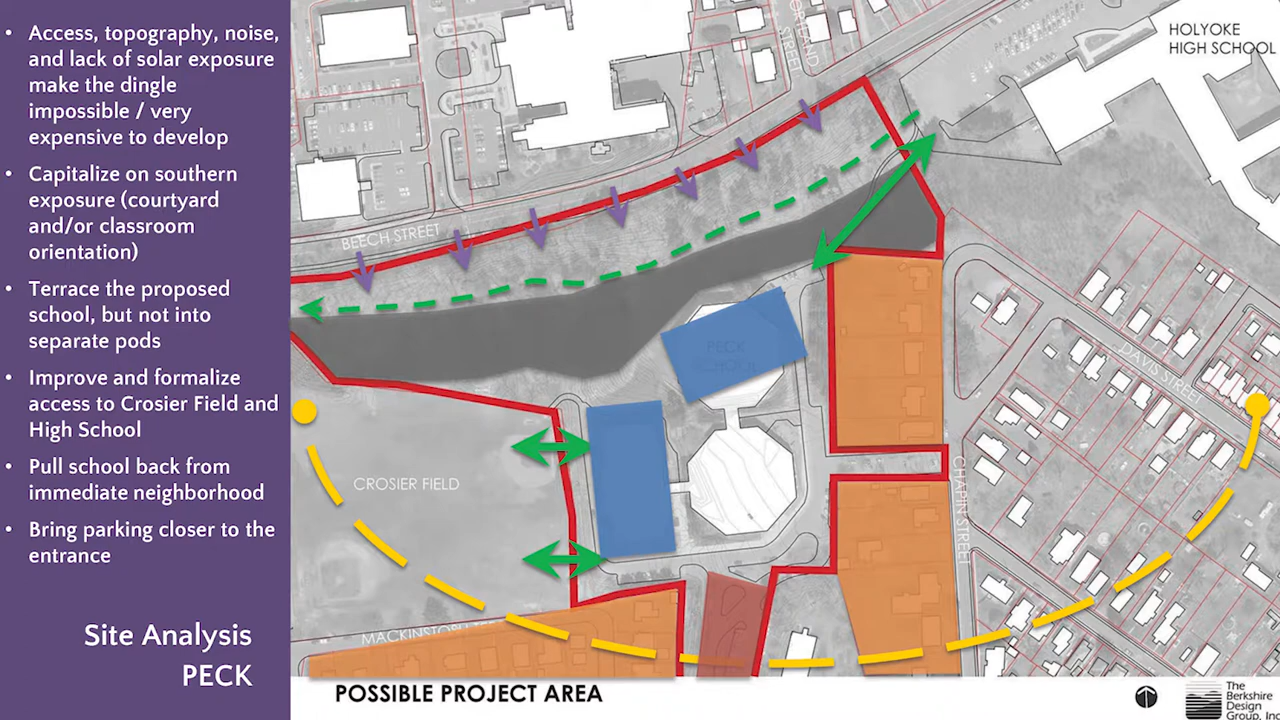 • Access, topography, noise,
and lack of solar exposure
make the dingle
impossible / very
expensive to develop
• Capitalize on southern
exposure (courtyard
and/or classroom
orientation)
• Terrace the proposed
school, but not into
separate pods
• Improve and formalize
access to Crosier Field and
High School
• Pull school back from
immediate neighborhood
• Bring parking closer to the
entrance
Site Analysis
PECK
HOLYOKE
HIGH SCHOOL
STREET
BEECH STREET
PECK
SCHOOL
DAVIS STREET
CROSIER FIELD
CHAPIN STREET
POSSIBLE PROJECT AREA
The
Berkshire
Design
Group, Inc